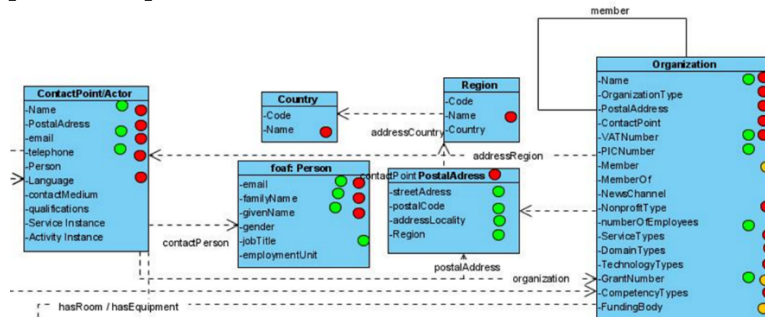 member
ContactPoint/Actor
-Name
-PostalAdress
-email
-telephone
-Person
-Language
-contactMedium
-qualifications
-Service Instance
-Activity Instance
Country
-Code
-Name
Region
-Code
-Name
-Country
addressCountry
addressRegion
contactPoint
foaf: Person
-email
-familyName
-givenName
-gender
-jobTitle
-employmentUnit
PostalAdress
-streetAdress
-postalCode
-addressLocality
-Region
Organization
-Name
-OrganizationType
-PostalAddress
-ContactPoint
-VATNumber
-PICNumber
-Member
-MemberOf
-NewsChannel
-NonprofitType
-numberOfEmployees
-ServiceTypes
-DomainTypes
-TechnologyTypes
-GrantNumber
-CompetencyTypes
-FundingBody
contactPerson
postalAddress
organization
hasRoom / hasEquipment